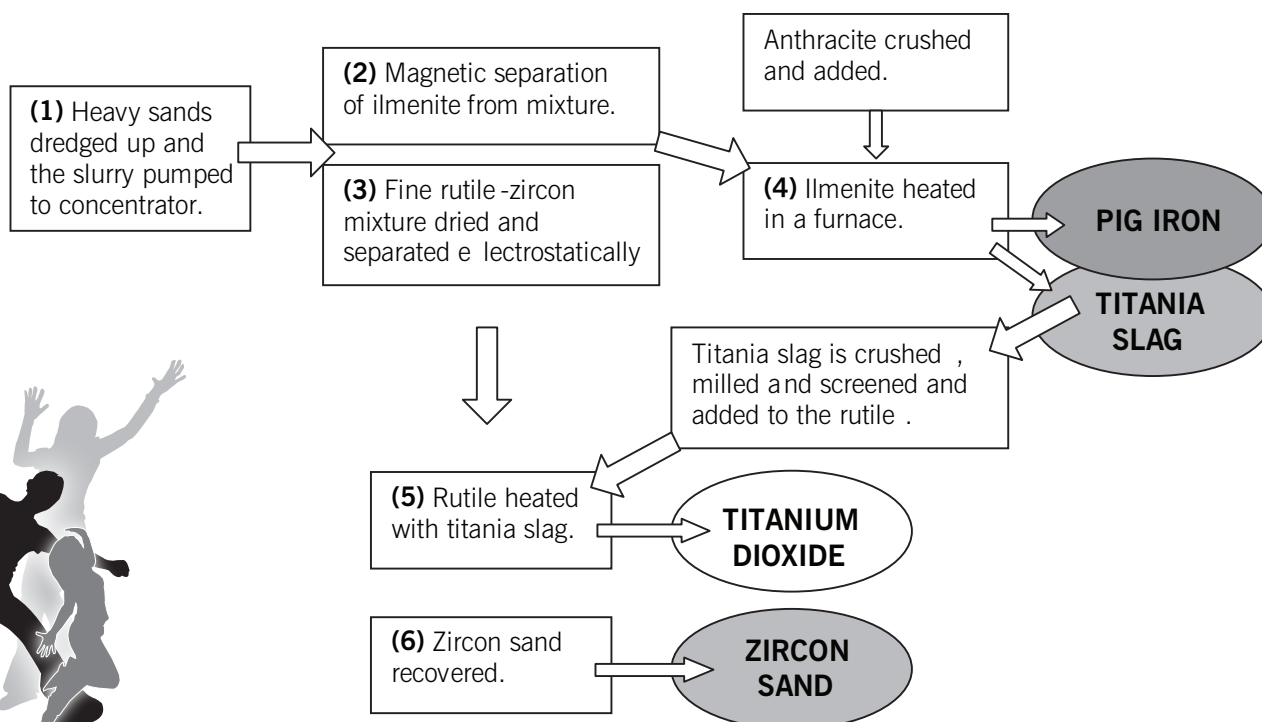 (1) Heavy sands
dredged up and
the slurry pumped
to concentrator.
(2) Magnetic separation
of ilmenite from mixture.
(3) Fine rutile -zircon
mixture dried and
separated e lectrostatically
Anthracite crushed
and added.
(4) Ilmenite heated
in a furnace.
PIG IRON
TITANIA
SLAG
Titania slag is crushed ,
milled and screened and
added to the rutile .
(5) Rutile heated
with titania slag.
TITANIUM
DIOXIDE
(6) Zircon sand
recovered.
ZIRCON
SAND